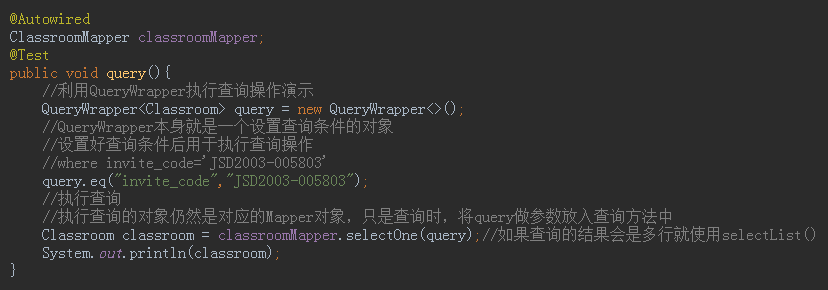 @Autowired
ClassroomMapper classroomMapper;
@Test
public void query(){
//利用QueryWrapper执行查询操作演示
QueryWrapper<Classroom> query = new QueryWrapper<>();
//QueryWrapper本身就是一个设置查询条件的对象
//设置好查询条件后用于执行查询操作
//where invite_code='JSD2003-005803'
query.eq("invite_code","JSD2003-005803");
//执行查询
//执行查询的对象仍然是对应的Mapper对象，只是查询时，将query做参数放入查询方法中
Classroom classroom = classroomMapper.selectOne(query);//如果查询的结果会是多行就使用selectList()
System.out.println(classroom);
}